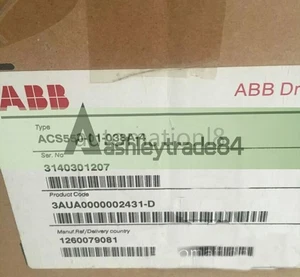 ABB
ABB
Type
Ser. No
ashleytrade84
3140301207
Product Code
3AUA0000002431-D
Manuf.Ref/Delivery country
1260079081